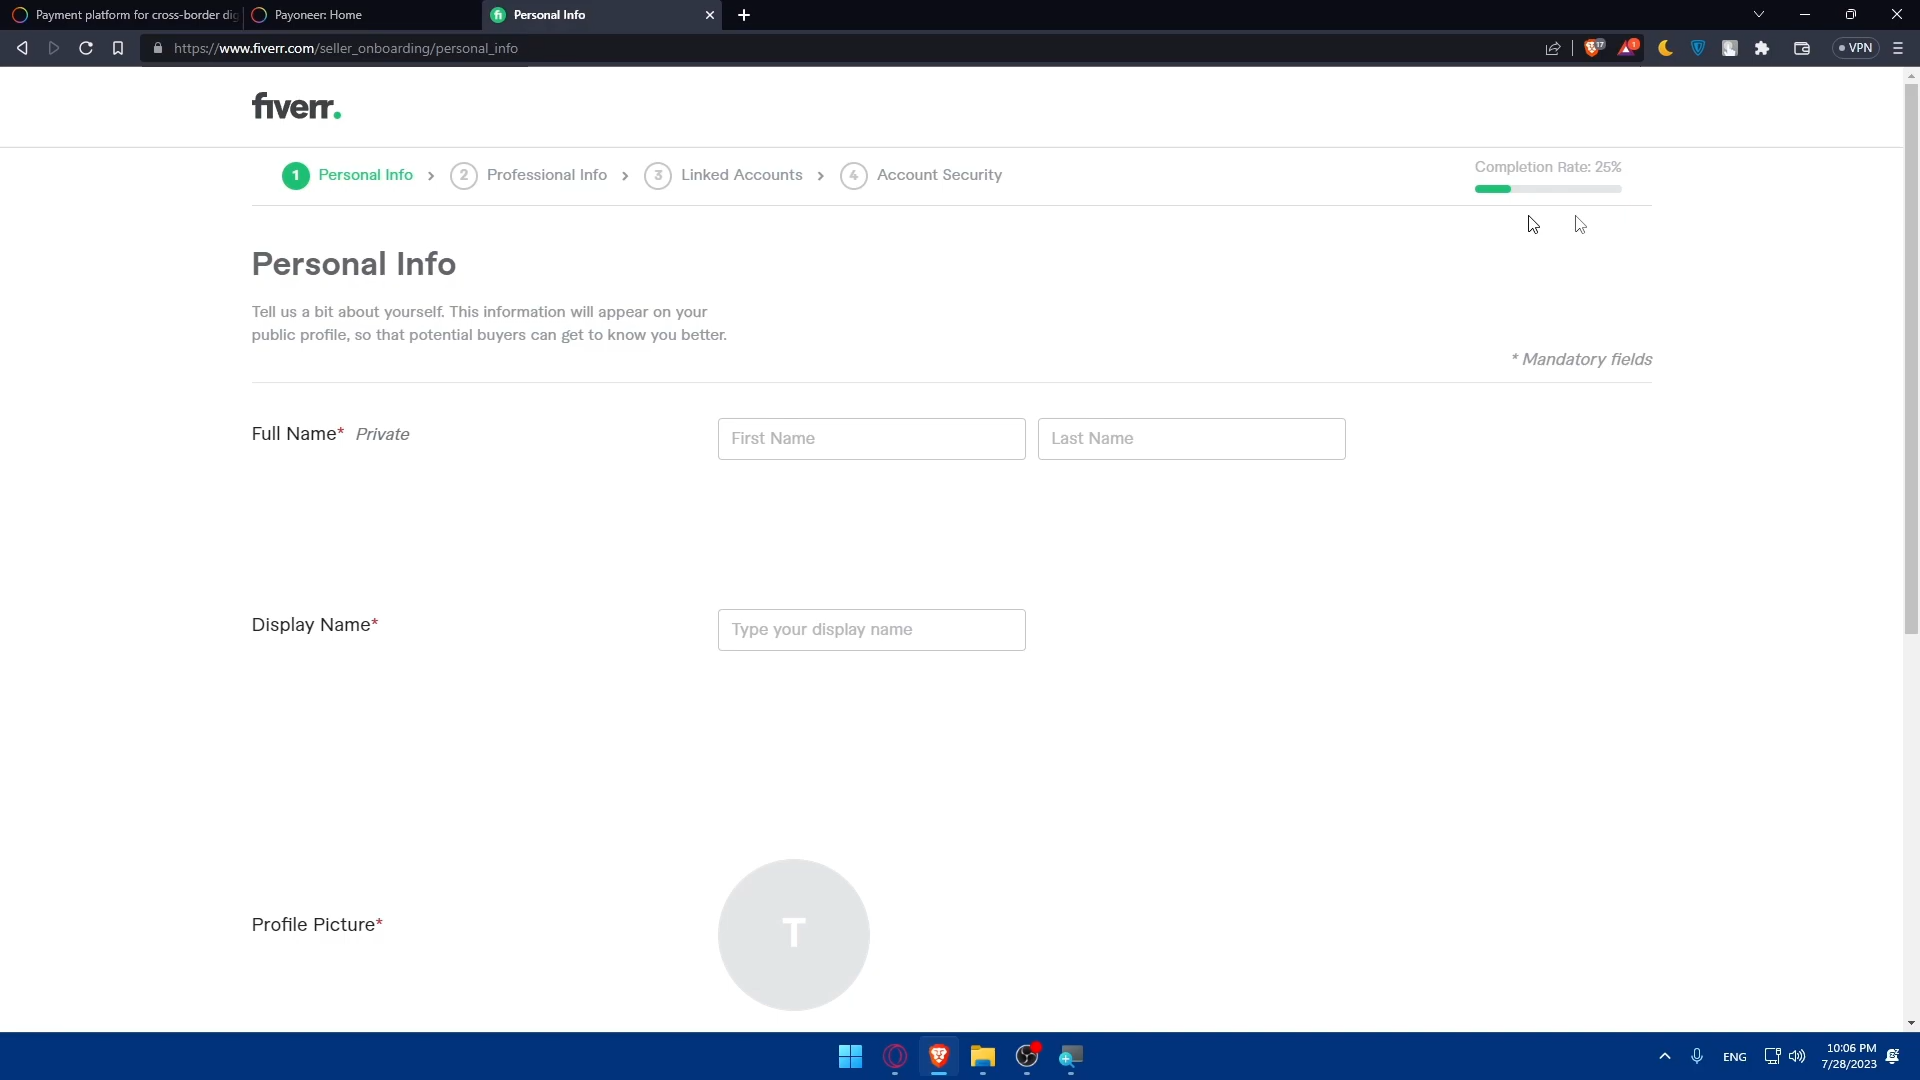 Payment platform for cross-border dig
Payoneer: Home
Personal Info
https://www.fiverr.com/seller_onboarding/personal_info
17
1
VPN
fiverr.
1 Personal Info
2 Professional Info
3 Linked Accounts
4 Account Security
Completion Rate: 25%
Personal Info
Tell us a bit about yourself. This information will appear on your
public profile, so that potential buyers can get to know you better.
* Mandatory fields
Full Name* Private
First Name
Last Name
Display Name*
Type your display name
Profile Picture*
T
ENG
10:06 PM
7/28/2023